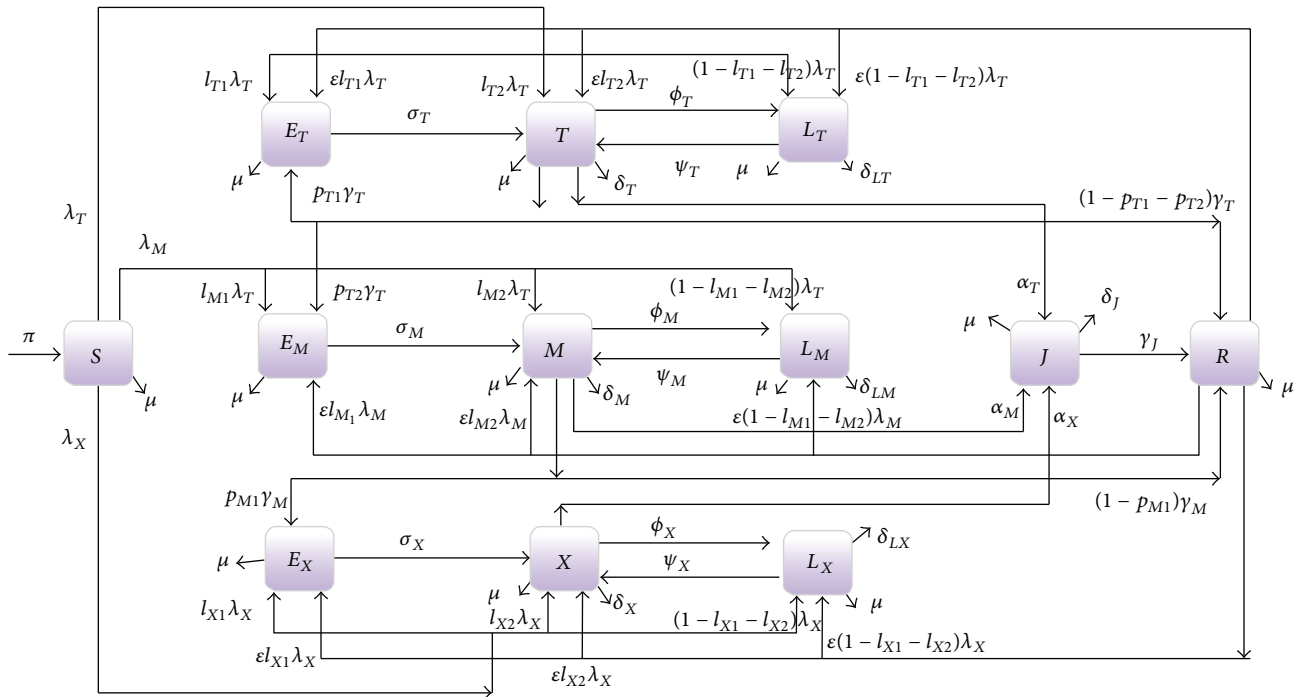 l_{T1}λ_T
εl_{T1}λ_T
l_{T2}λ_T
εl_{T2}λ_T
(1 − l_{T1} − l_{T2})λ_T
ε(1 − l_{T1} − l_{T2})λ_T
E_T
σ_T
T
ϕ_T
ψ_T
L_T
μ
μ
δ_T
μ
δ_{LT}
p_{T1}γ_T
(1 − p_{T1} − p_{T2})γ_T
λ_T
λ_M
l_{M1}λ_T
p_{T2}γ_T
l_{M2}λ_T
(1 − l_{M1} − l_{M2})λ_T
α_T
π
S
μ
E_M
σ_M
M
ϕ_M
ψ_M
L_M
μ
δ_J
J
γ_J
R
μ
μ
μ
δ_M
μ
δ_{LM}
εl_{M_1}λ_M
εl_{M2}λ_M
ε(1 − l_{M1} − l_{M2})λ_M
α_M
α_X
λ_X
p_{M1}γ_M
(1 − p_{M1})γ_M
μ
E_X
σ_X
X
ϕ_X
ψ_X
L_X
δ_{LX}
μ
δ_X
μ
l_{X1}λ_X
l_{X2}λ_X
(1 − l_{X1} − l_{X2})λ_X
εl_{X1}λ_X
εl_{X2}λ_X
ε(1 − l_{X1} − l_{X2})λ_X